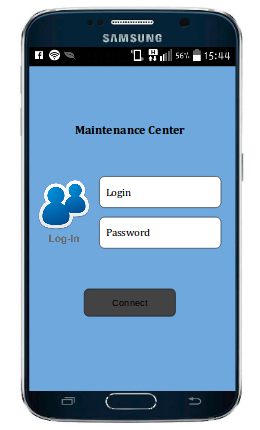 SAMSUNG
56% 15:44
Maintenance Center
Login
Log-In
Password
Connect